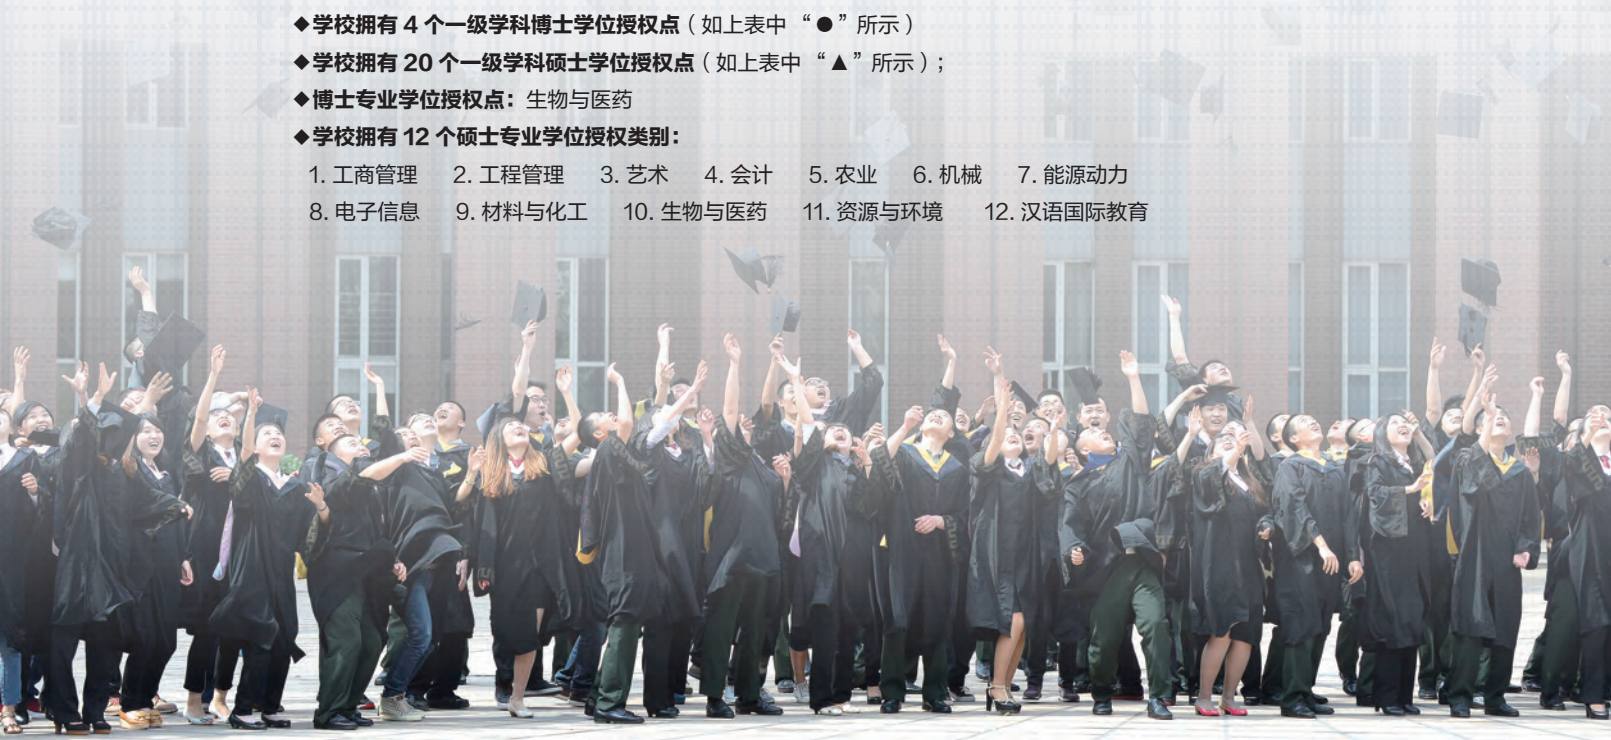 ◆学校拥有 4 个一级学科博士学位授权点（如上表中 “●” 所示）
◆学校拥有 20 个一级学科硕士学位授权点（如上表中 “▲” 所示）；
◆博士专业学位授权点：生物与医药
◆学校拥有 12 个硕士专业学位授权类别：
1. 工商管理 2. 工程管理 3. 艺术 4. 会计 5. 农业 6. 机械 7. 能源动力
8. 电子信息 9. 材料与化工 10. 生物与医药 11. 资源与环境 12. 汉语国际教育